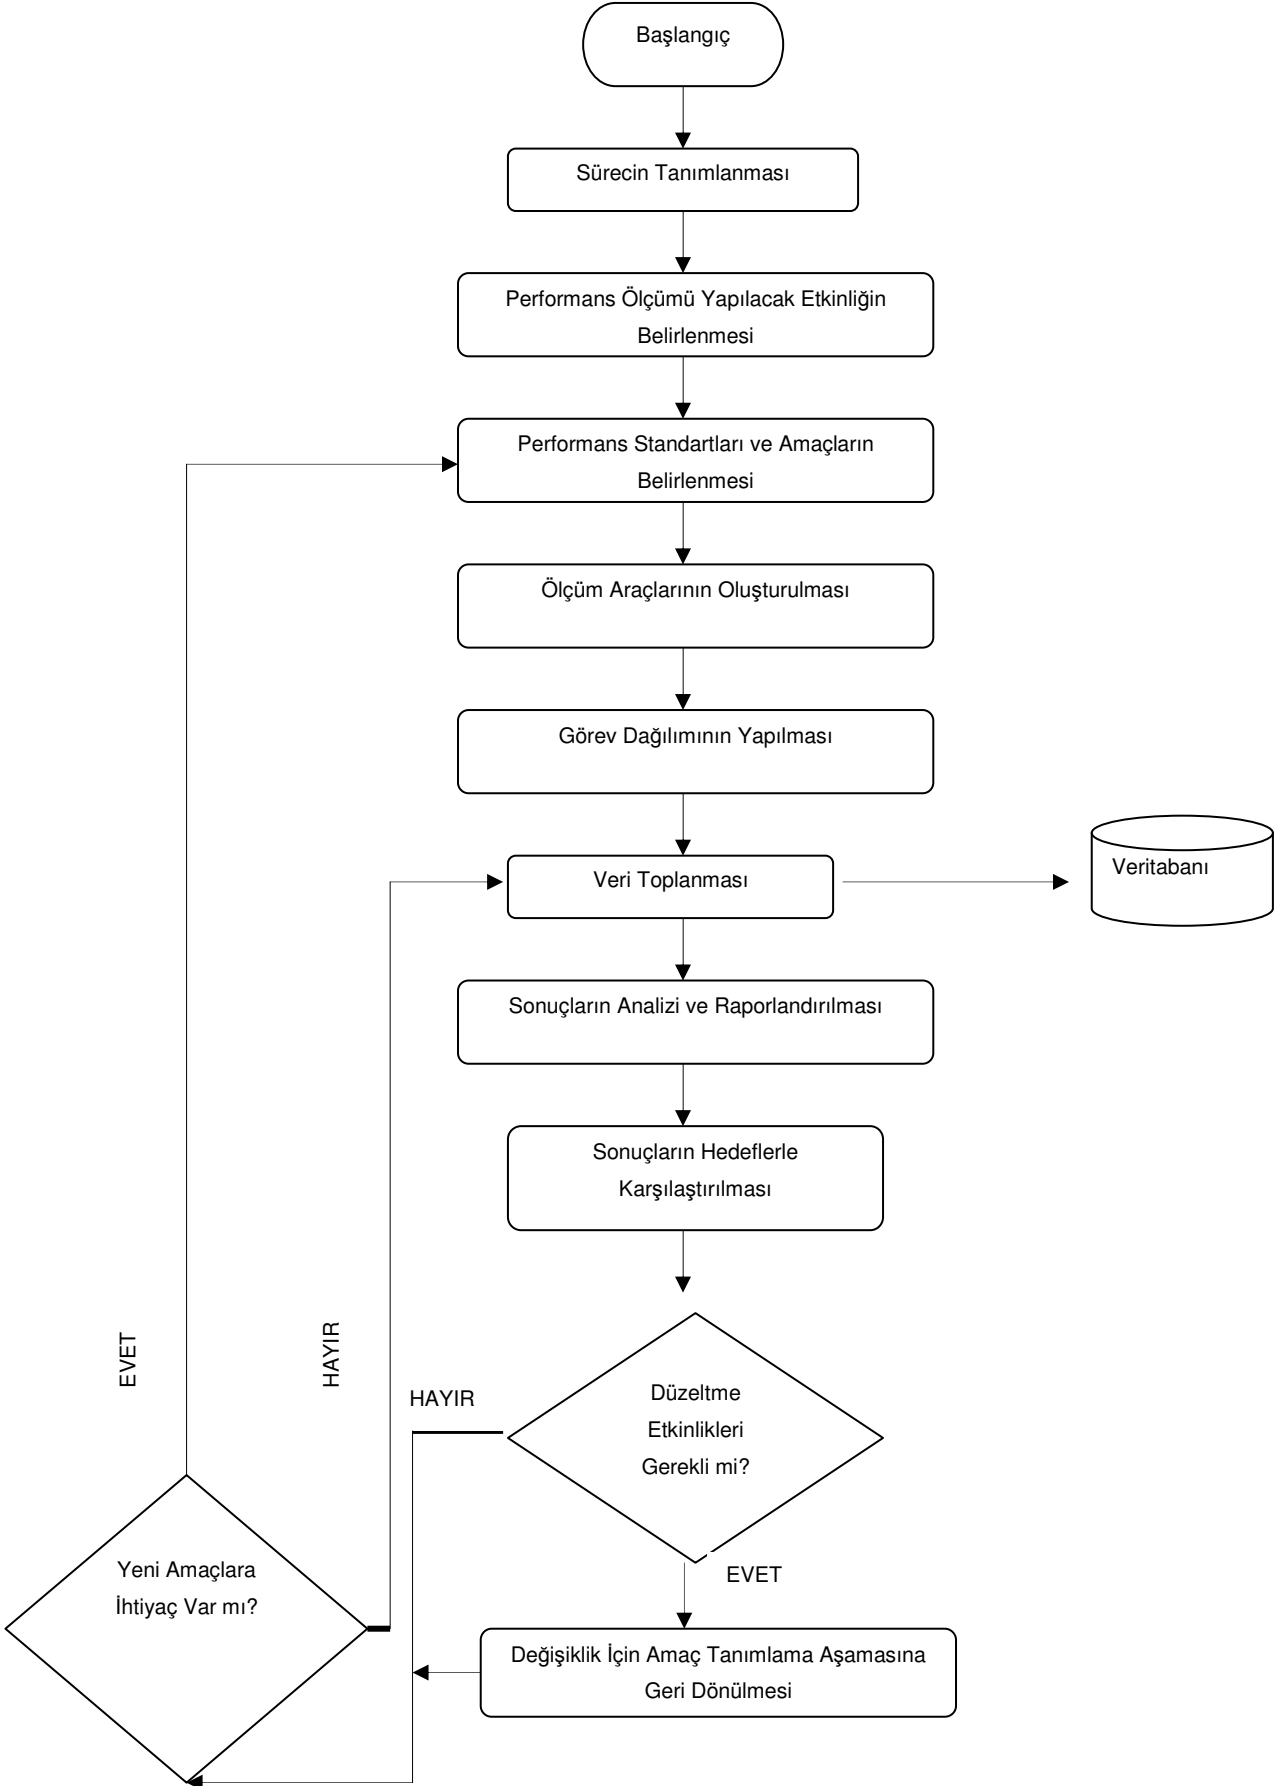 Başlangıç
Sürecin Tanımlanması
Performans Ölçümü Yapılacak Etkinliğin
Belirlenmesi
Performans Standartları ve Amaçların
Belirlenmesi
Ölçüm Araçlarının Oluşturulması
Görev Dağılımının Yapılması
Veri Toplanması
Veritabanı
Sonuçların Analizi ve Raporlandırılması
Sonuçların Hedeflerle
Karşılaştırılması
EVET
HAYIR
HAYIR
Düzeltme
Etkinlikleri
Gerekli mi?
EVET
Yeni Amaçlara
İhtiyaç Var mı?
Değişiklik İçin Amaç Tanımlama Aşamasına
Geri Dönülmesi